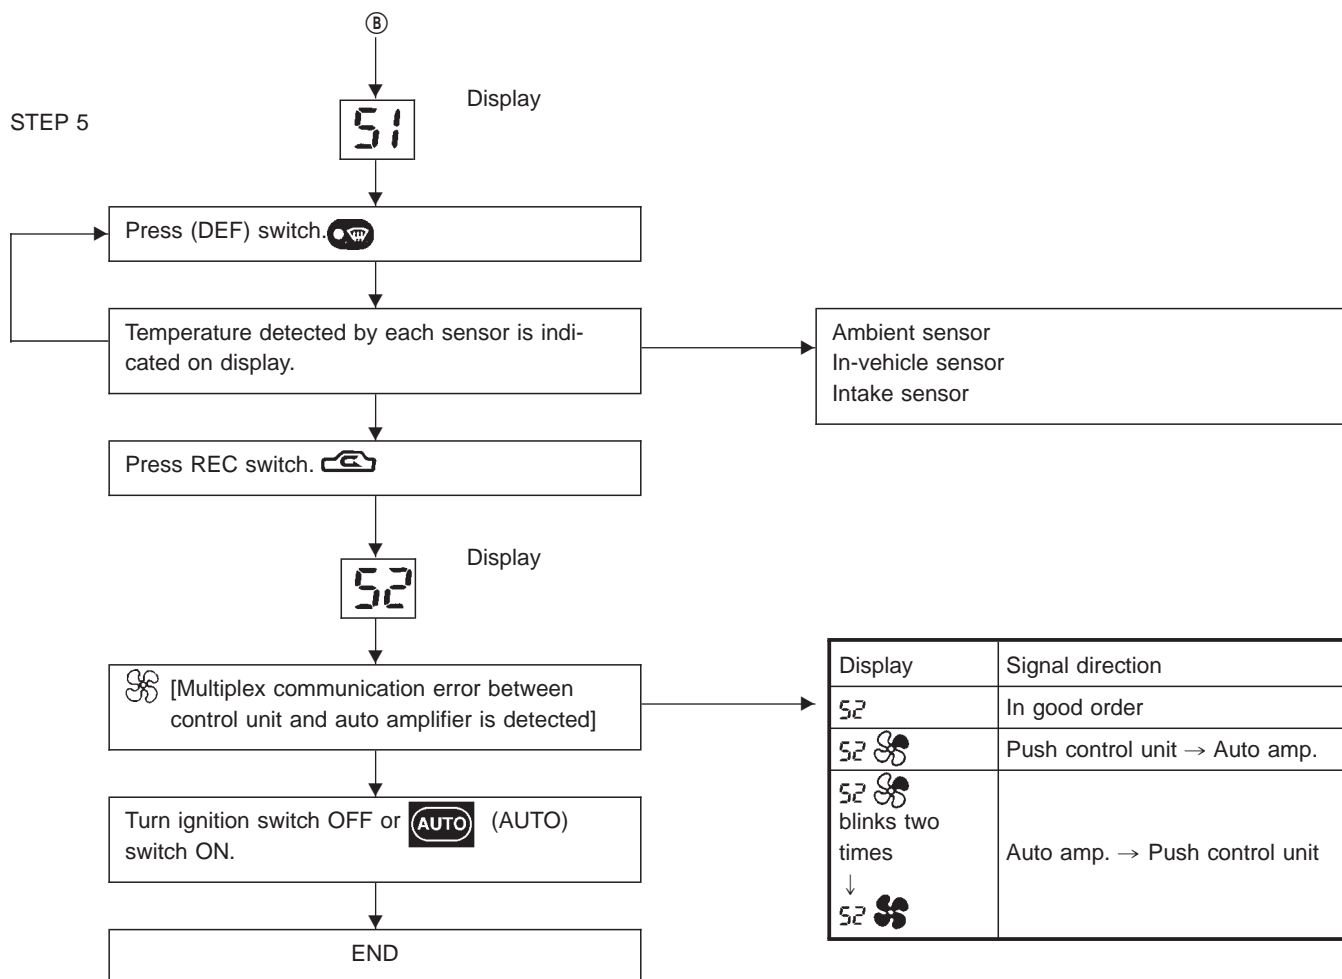 B
Display
STEP 5
51
Press (DEF) switch.
Temperature detected by each sensor is indi-
cated on display.
Ambient sensor
In-vehicle sensor
Intake sensor
Press REC switch.
Display
52
[Multiplex communication error between
control unit and auto amplifier is detected]
Turn ignition switch OFF or AUTO (AUTO)
switch ON.
END
Display Signal direction
52 In good order
52 Push control unit → Auto amp.
52
blinks two
times
↓
52
Auto amp. → Push control unit